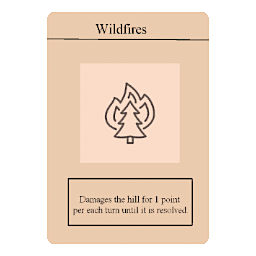 Wildfires
Damages the hill for 1 point
per each turn until it is resolved.